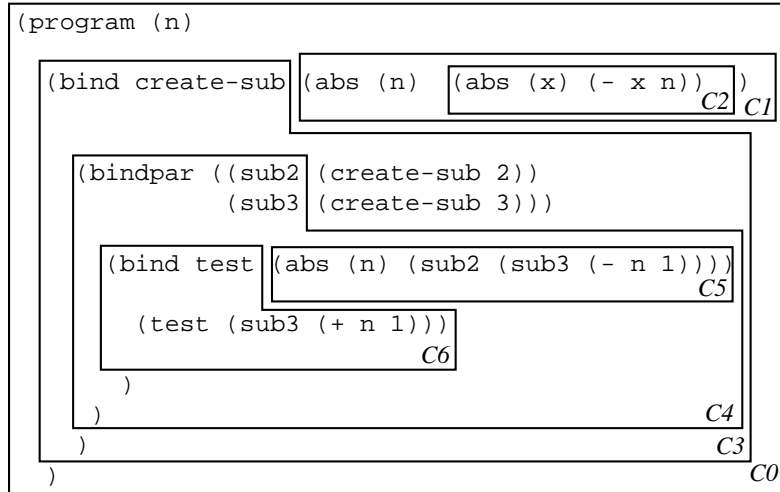 (program (n)
(bind create-sub (abs (n) (abs (x) (- x n)) )
C2
C1
(bindpar ((sub2 (create-sub 2))
(sub3 (create-sub 3)))
(bind test (abs (n) (sub2 (sub3 (- n 1))))
C5
(test (sub3 (+ n 1)))
C6
)
) C4
) C3
) C0